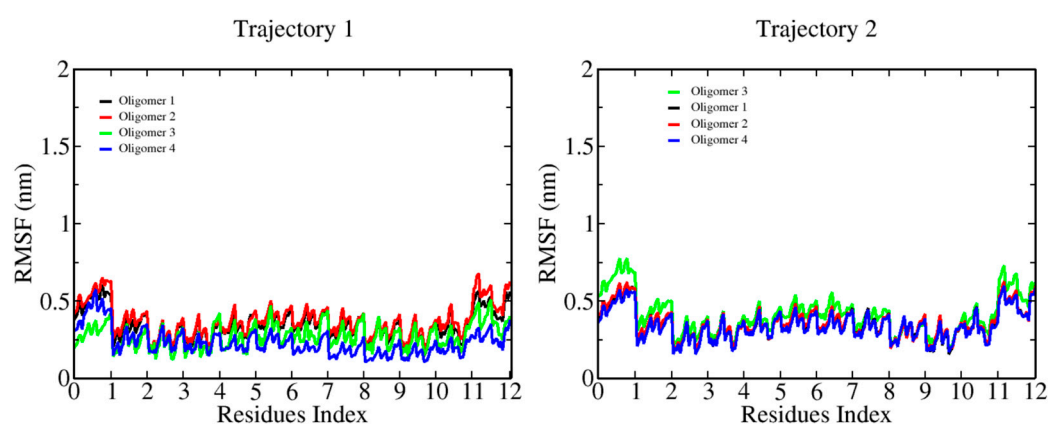 Trajectory 1
2
1.5
1
0.5
0
RMSF (nm)
Oligomer 1
Oligomer 2
Oligomer 3
Oligomer 4
0 1 2 3 4 5 6 7 8 9 10 11 12
Residues Index
Trajectory 2
2
1.5
1
0.5
0
RMSF (nm)
Oligomer 3
Oligomer 1
Oligomer 2
Oligomer 4
0 1 2 3 4 5 6 7 8 9 10 11 12
Residues Index